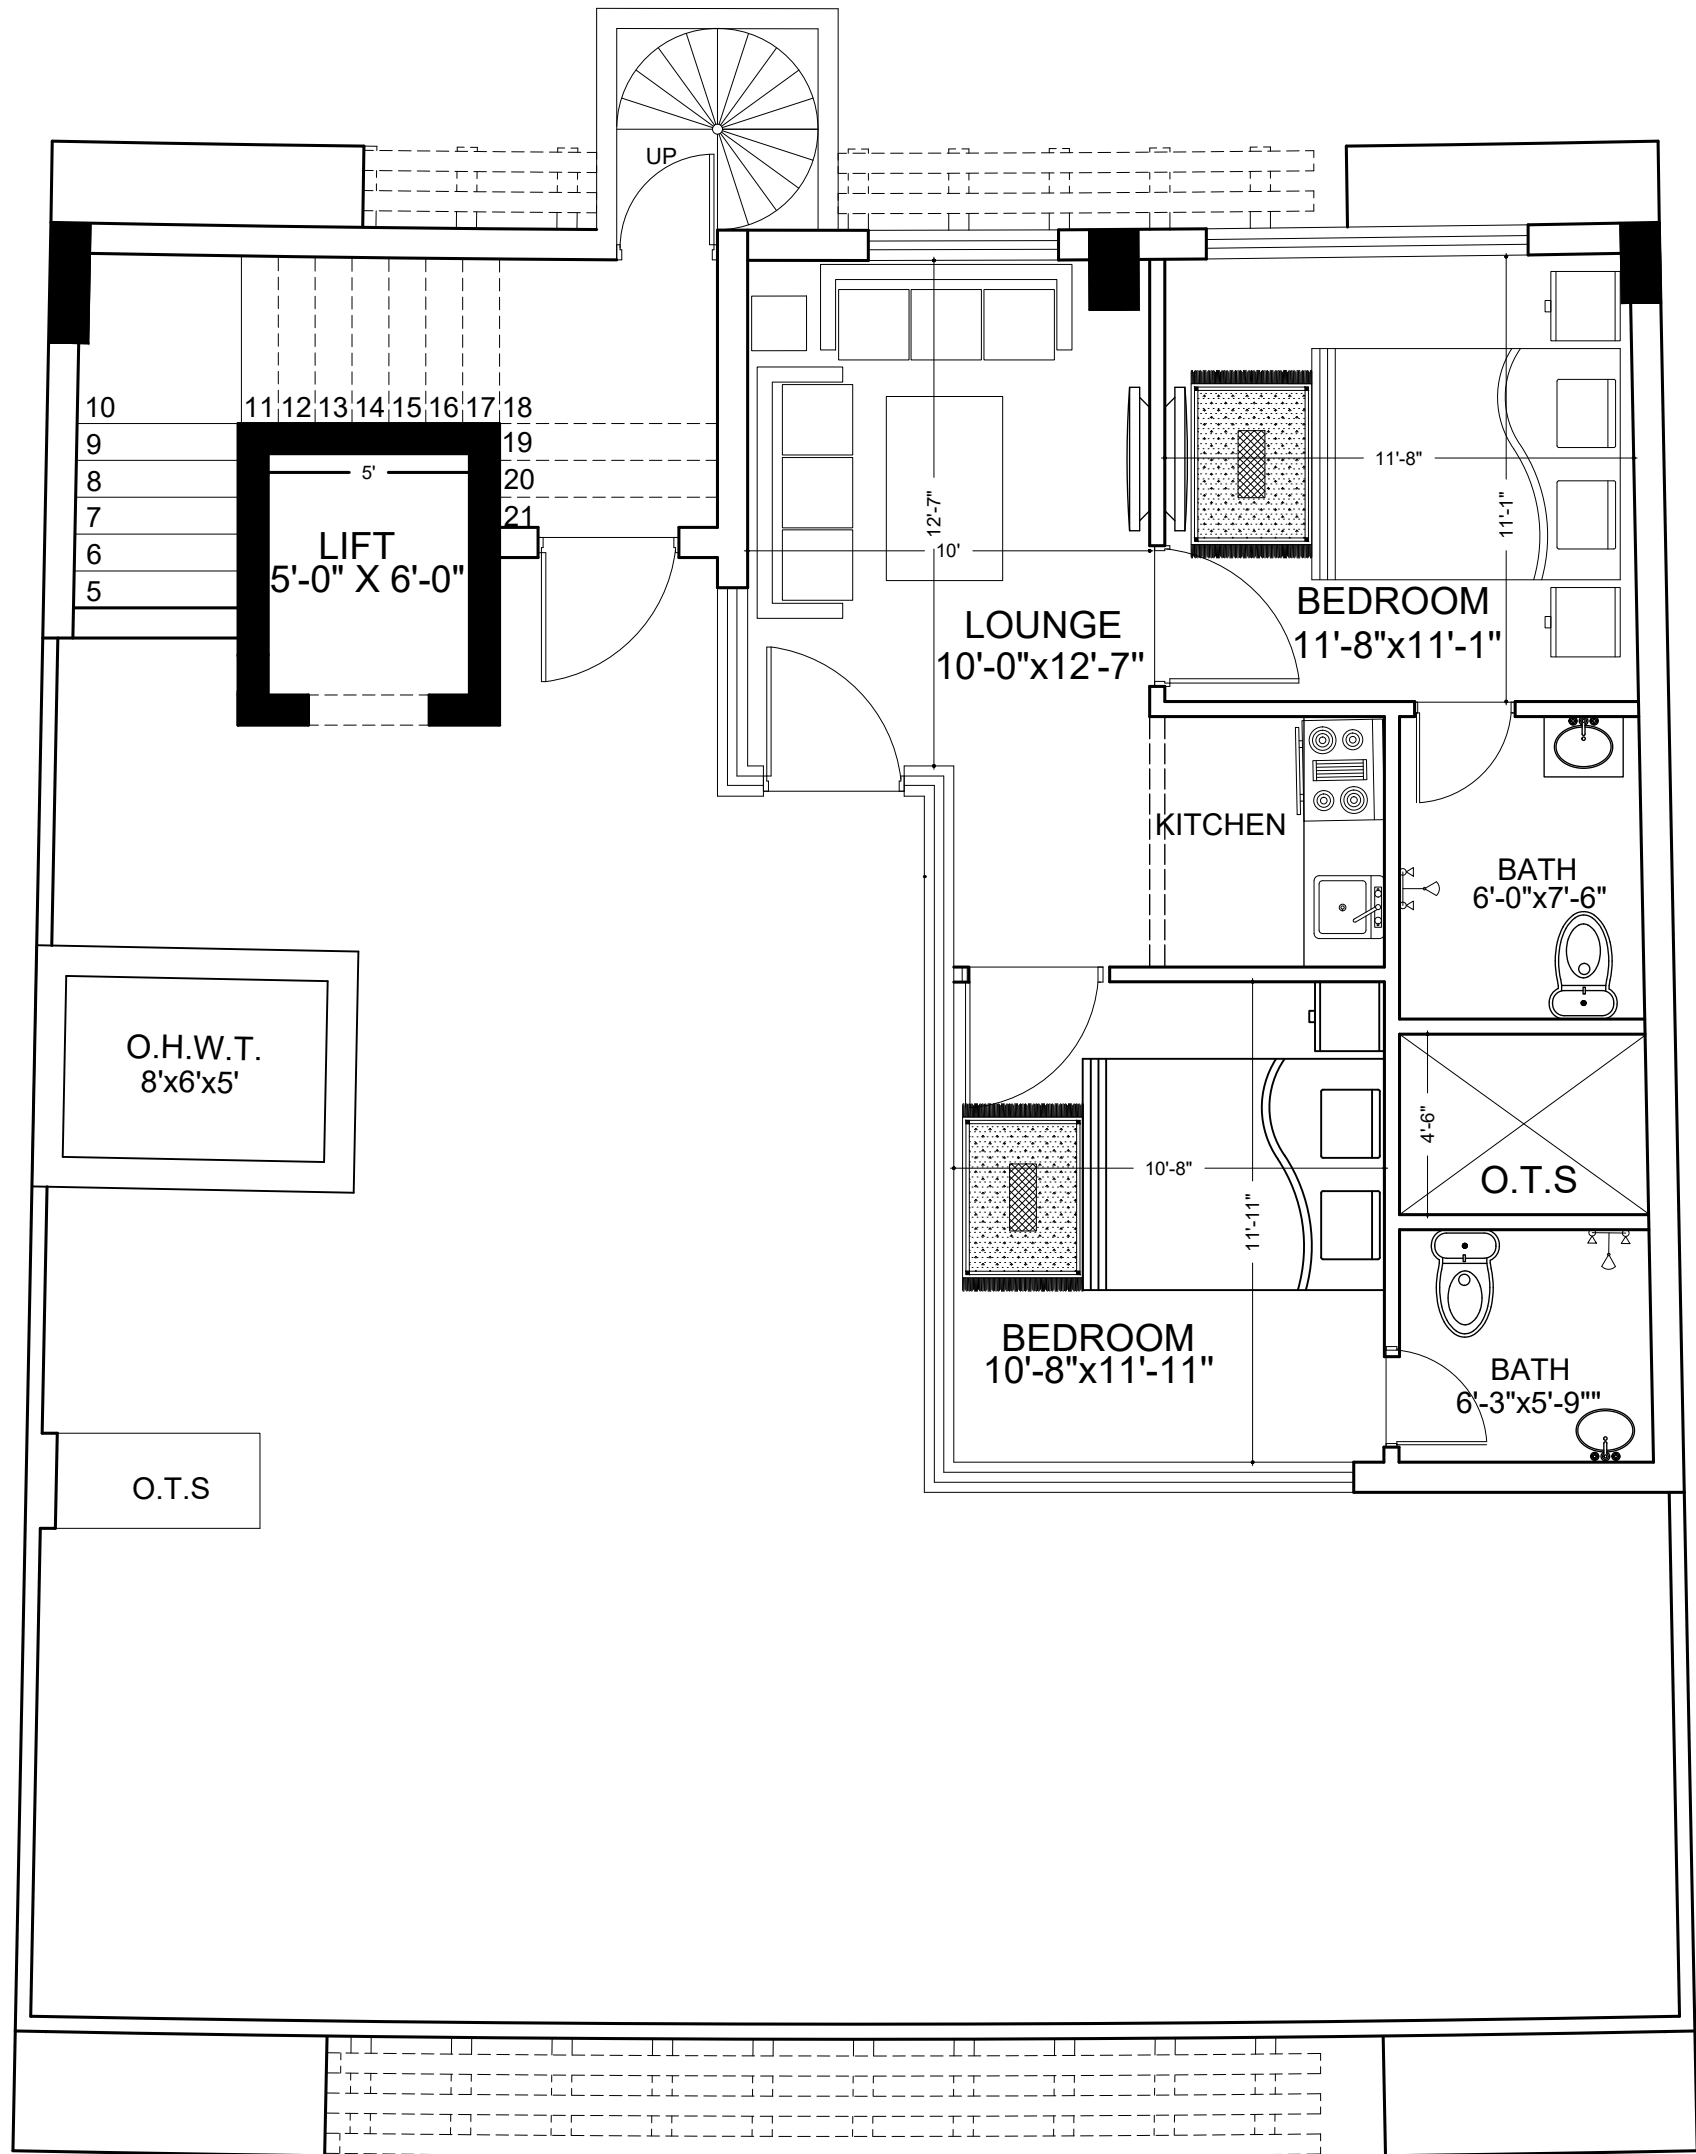 UP
10
11 12 13 14 15 16 17 18
9
19
8
20
7
21
6
5
5'
LIFT
5'-0" X 6'-0"
12'-7"
10'
LOUNGE
10'-0"x12'-7"
11'-8"
11'-1"
BEDROOM
11'-8"x11'-1"
KITCHEN
BATH
6'-0"x7'-6"
O.H.W.T.
8'x6'x5'
4'-6"
O.T.S
10'-8"
11'-11"
BEDROOM
10'-8"x11'-11"
BATH
6'-3"x5'-9""
O.T.S